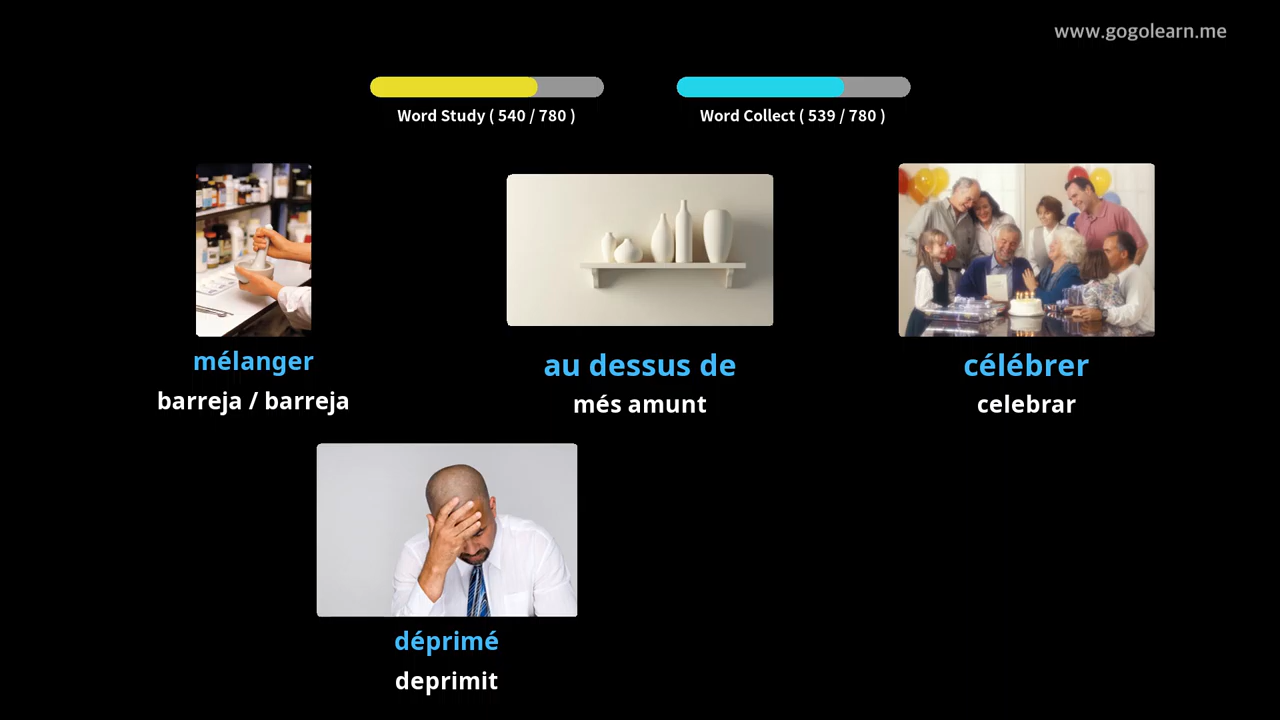 www.gogolearn.me
Word Study ( 540 / 780 )
Word Collect ( 539 / 780 )
mélanger
barreja / barreja
au dessus de
més amunt
célébrer
celebrar
déprimé
deprimit